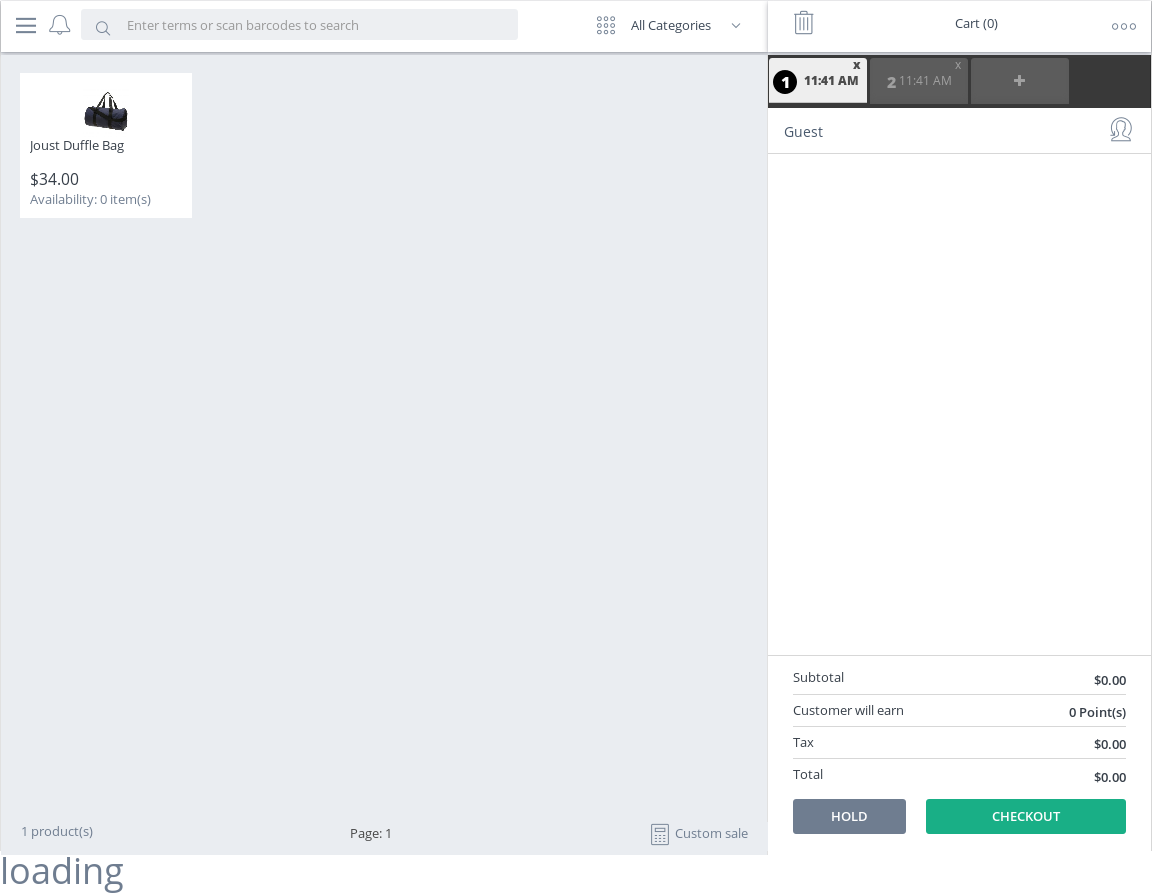 Enter terms or scan barcodes to search
All Categories
Cart (0)
1 11:41 AM x
2 11:41 AM x
+
Guest
Joust Duffle Bag
$34.00
Availability: 0 item(s)
Subtotal $0.00
Customer will earn 0 Point(s)
Tax $0.00
Total $0.00
HOLD CHECKOUT
1 product(s) Page: 1 Custom sale
loading